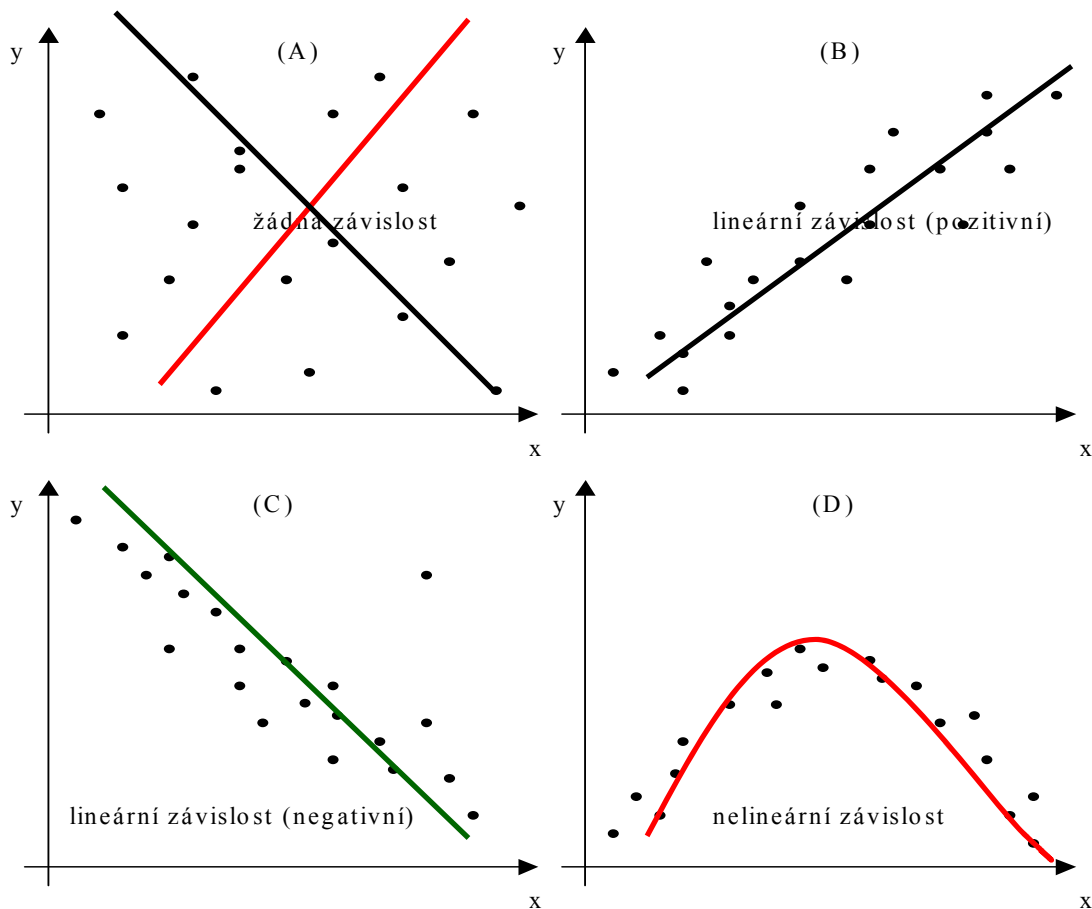 y
(A)
žádná závislost
x
y
(B)
lineární závislost (pozitivní)
x
y
(C)
lineární závislost (negativní)
x
y
(D)
nelineární závislost
x